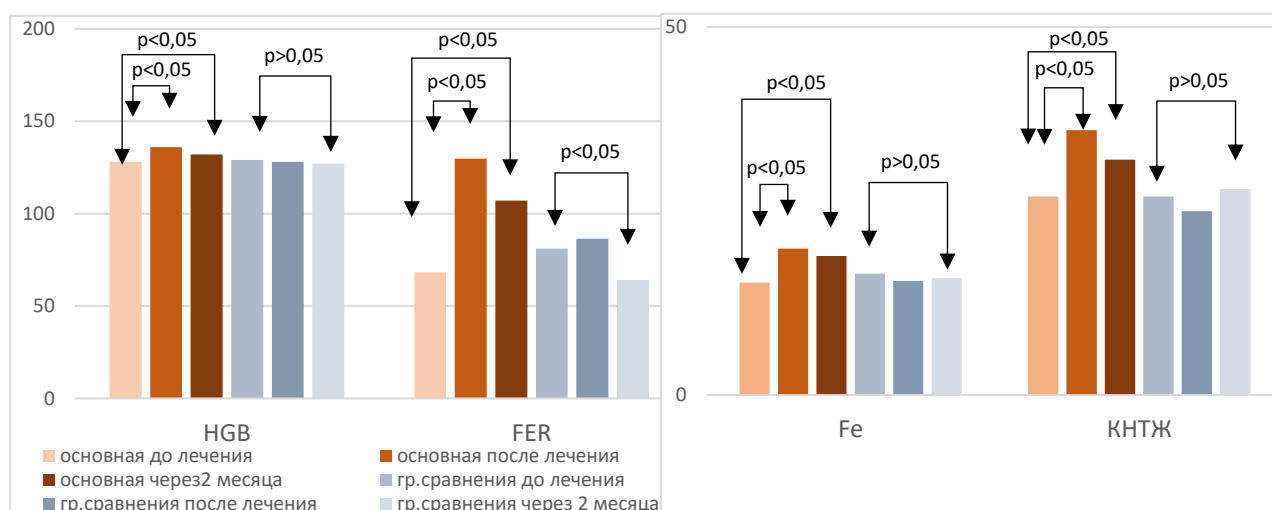 200
150
100
50
0
p<0,05
p<0,05
p>0,05
p<0,05
p<0,05
p<0,05
HGB
FER
50
0
p<0,05
p<0,05
p>0,05
p<0,05
p<0,05
p>0,05
Fe
КНТЖ
основная до лечения
основная после лечения
основная через2 месяца
гр.сравнения до лечения
гр.сравнения после лечения
гр.сравнения через 2 месяца